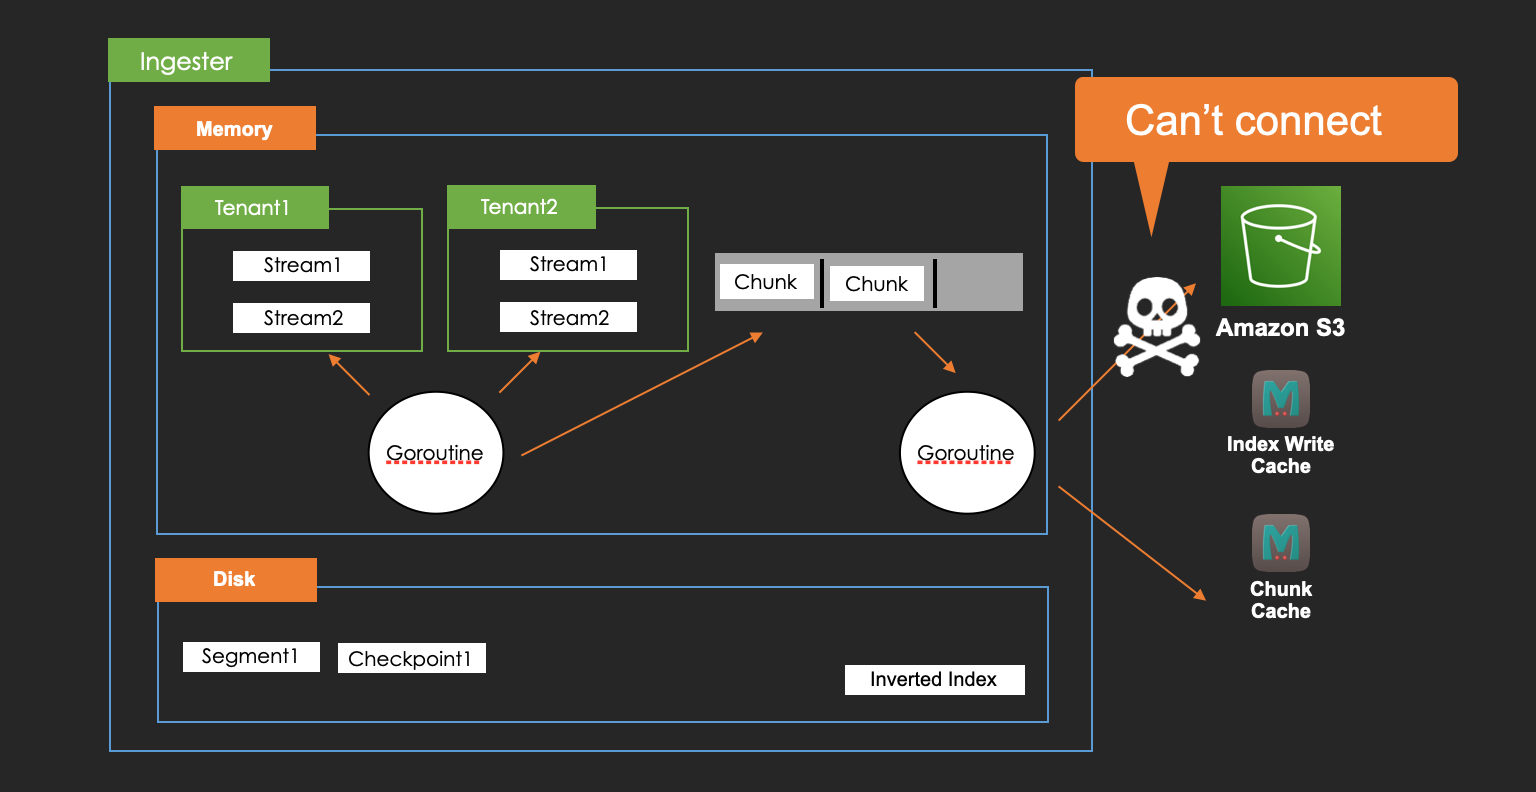 Ingester
Can't connect
Memory
Tenant1
Tenant2
Stream1
Stream2
Stream1
Stream2
Chunk
Chunk
Amazon S3
Goroutine
Goroutine
Index Write
Cache
Chunk
Cache
Disk
Segment1
Checkpoint1
Inverted Index